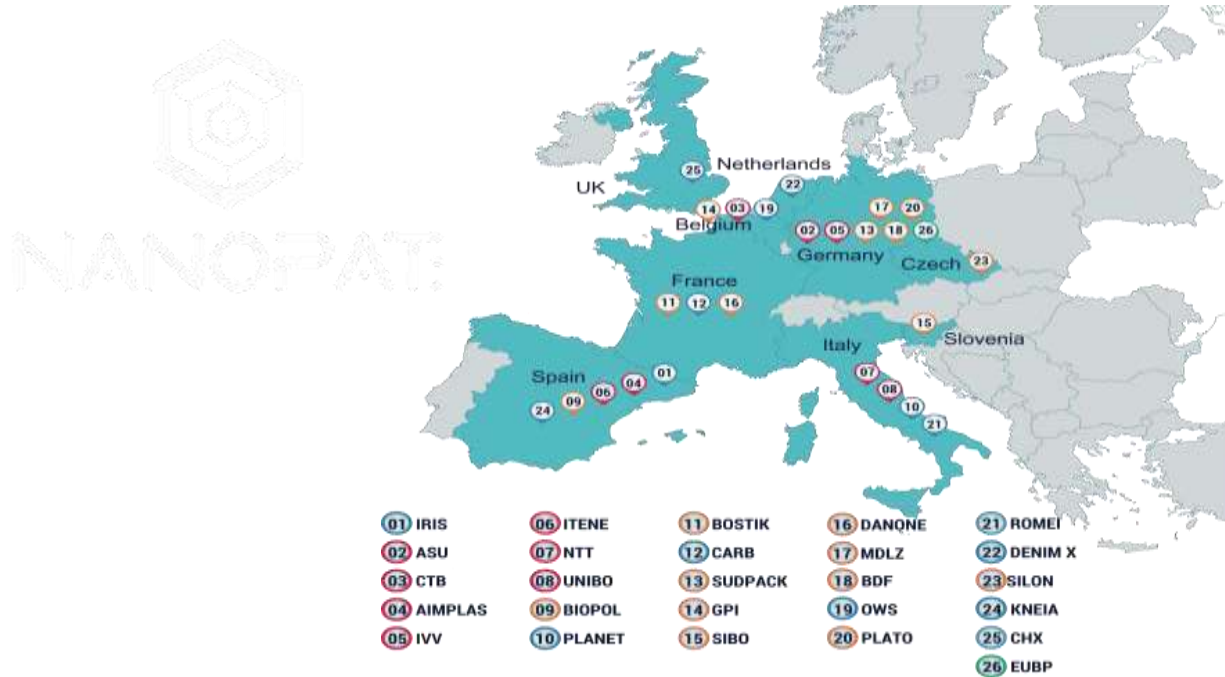 NANOPAT:
Netherlands
UK
25
22
14
03
19
17
20
Belgium
02
05
13
18
26
Germany
Czech
23
France
11
12
16
15
Slovenia
Italy
Spain
01
04
06
09
24
07
08
10
21
01 IRIS
02 ASU
03 CTB
04 AIMPLAS
05 IVV
06 ITENE
07 NTT
08 UNIBO
09 BIOPOL
10 PLANET
11 BOSTIK
12 CARB
13 SUDPACK
14 GPI
15 SIBO
16 DANONE
17 MDLZ
18 BDF
19 OWS
20 PLATO
21 ROMEI
22 DENIM X
23 SILON
24 KNEIA
25 CHX
26 EUBP